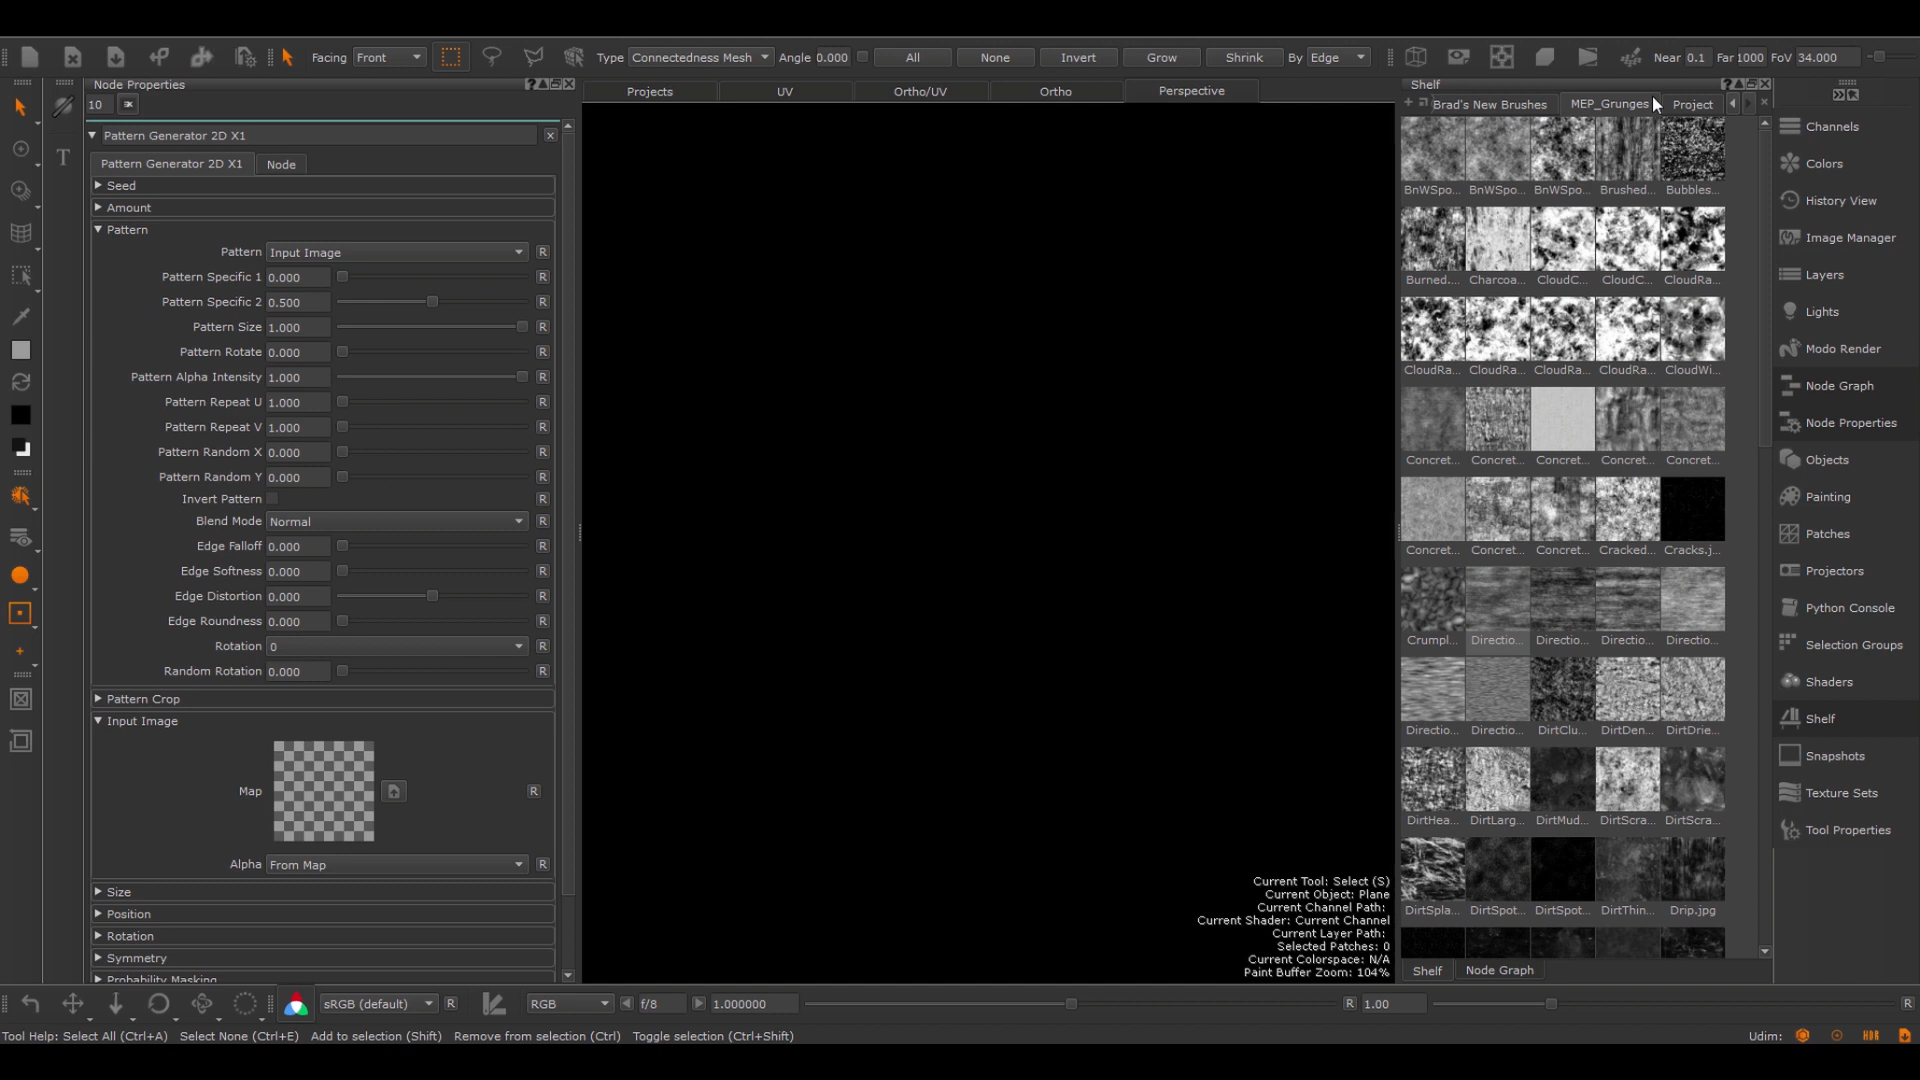 Facing Front Type Connectedness Mesh Angle 0.000 All None Invert Grow Shrink By Edge Near 0.1 Far 1000 FoV 34.000
Node Properties
10
Pattern Generator 2D X1
Pattern Generator 2D X1 Node
Seed
Amount
Pattern
Pattern Input Image R
Pattern Specific 1 0.000 R
Pattern Specific 2 0.500 R
Pattern Size 1.000 R
Pattern Rotate 0.000 R
Pattern Alpha Intensity 1.000 R
Pattern Repeat U 1.000 R
Pattern Repeat V 1.000 R
Pattern Random X 0.000 R
Pattern Random Y 0.000 R
Invert Pattern R
Blend Mode Normal R
Edge Falloff 0.000 R
Edge Softness 0.000 R
Edge Distortion 0.000 R
Edge Roundness 0.000 R
Rotation 0 R
Random Rotation 0.000 R
Pattern Crop
Input Image
Map R
Alpha From Map R
Size
Position
Rotation
Symmetry
Probability Masking
Projects UV Ortho/UV Ortho Perspective
Current Tool: Select (S)
Current Object: Plane
Current Channel Path:
Current Shader: Current Channel
Current Layer Path:
Selected Patches: 0
Current Colorspace: N/A
Paint Buffer Zoom: 104%
Shelf
Brad's New Brushes MEP_Grunges Project
BnWSpo... BnWSpo... BnWSpo... Brushed... Bubbles...
Burned.... Charcoa... CloudC... CloudC... CloudRa...
CloudRa... CloudRa... CloudRa... CloudRa... CloudWi...
Concret... Concret... Concret... Concret... Concret...
Concret... Concret... Concret... Cracked... Cracks.j...
Crumpl... Directio... Directio... Directio... Directio...
Directio... Directio... DirtClu... DirtDen... DirtDrie...
DirtHea... DirtLarg... DirtMud... DirtScra... DirtScra...
DirtSpla... DirtSpot... DirtSpot... DirtThin... Drip.jpg
Shelf Node Graph
Channels
Colors
History View
Image Manager
Layers
Lights
Modo Render
Node Graph
Node Properties
Objects
Painting
Patches
Projectors
Python Console
Selection Groups
Shaders
Shelf
Snapshots
Texture Sets
Tool Properties
sRGB (default) R RGB f/8 1.000000 R 1.00 R
Tool Help: Select All (Ctrl+A) Select None (Ctrl+E) Add to selection (Shift) Remove from selection (Ctrl) Toggle selection (Ctrl+Shift) Udim: HDR